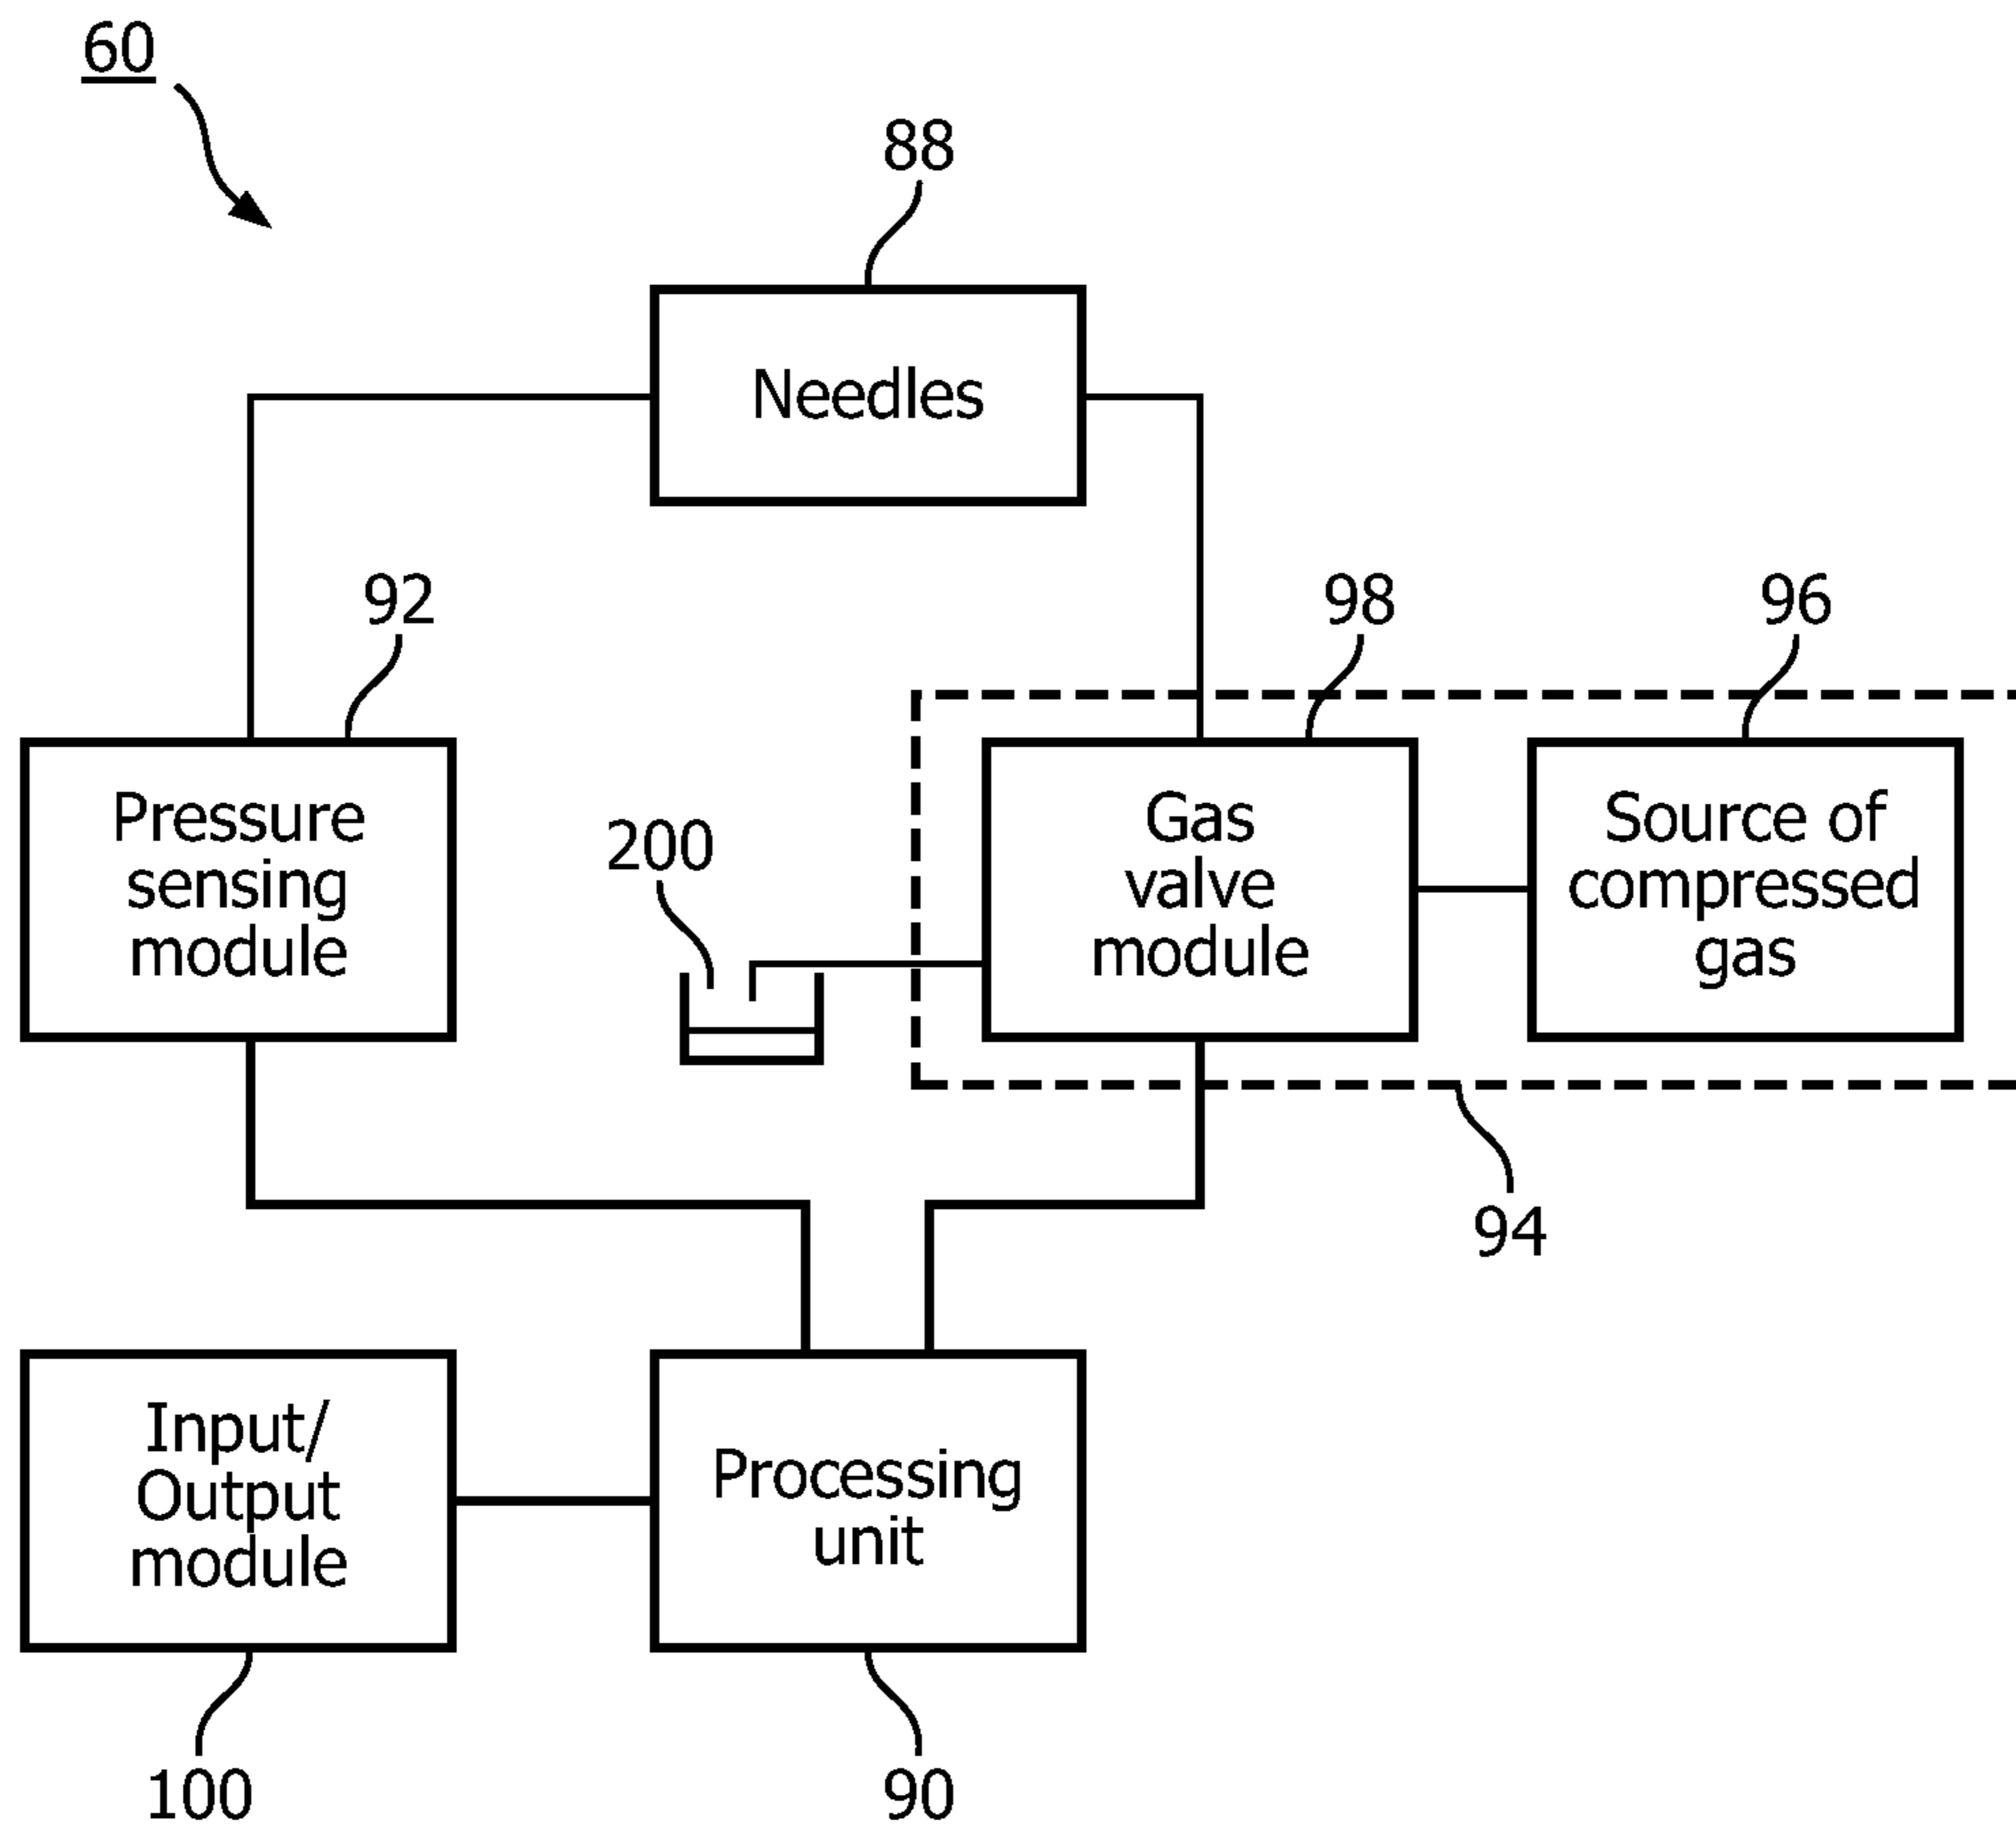 60
88
Needles
92
98
96
Pressure
sensing
module
200
Gas
valve
module
Source of
compressed
gas
94
Input/
Output
module
Processing
unit
100
90